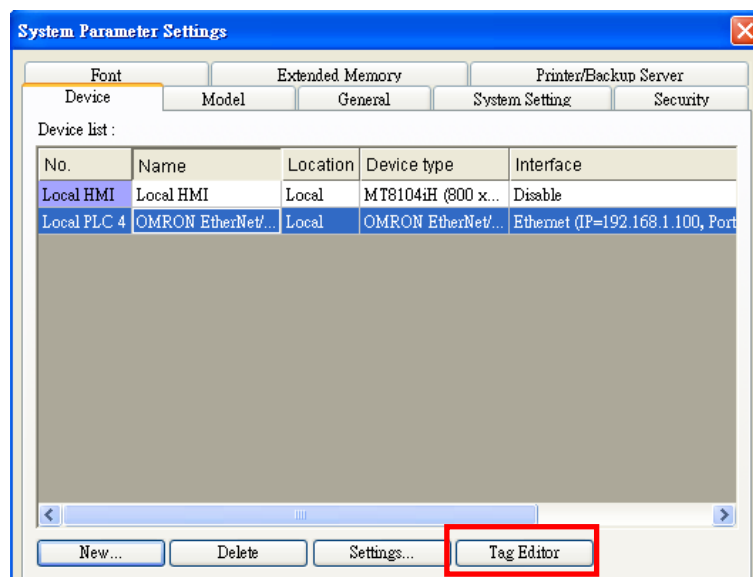 System Parameter Settings
Font Extended Memory Printer/Backup Server
Device Model General System Setting Security
Device list :
No. Name Location Device type Interface
Local HMI Local HMI Local MT8104iH (800 x... Disable
Local PLC 4 OMRON EtherNet/... Local OMRON EtherNet/... Ethernet (IP=192.168.1.100, Port
New... Delete Settings... Tag Editor